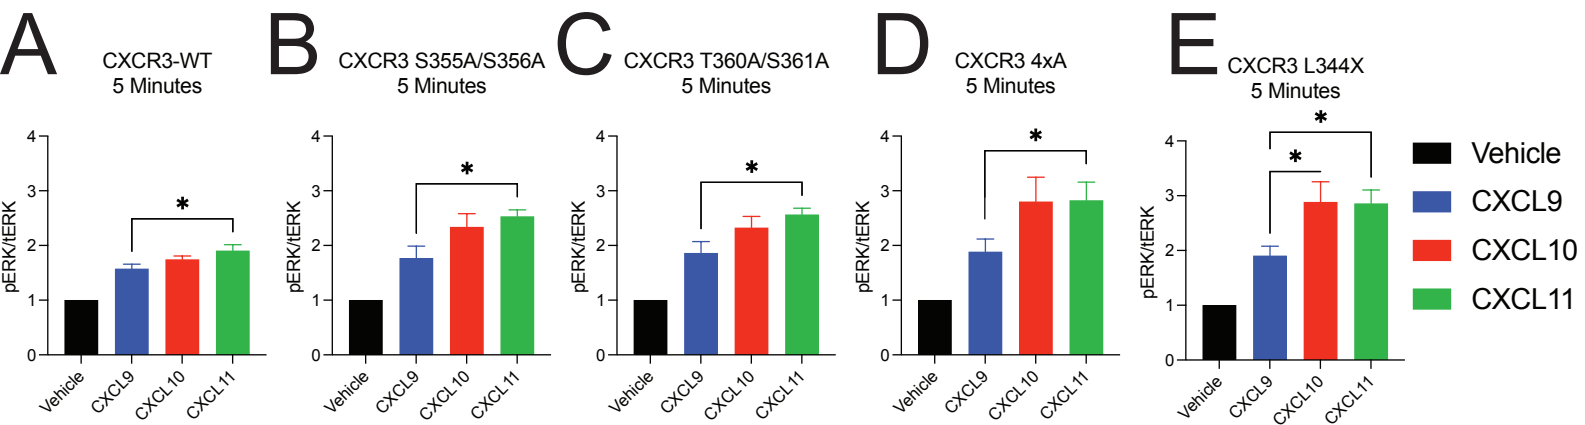 A
CXCR3-WT
5 Minutes
pERK/tERK
4
3
2
1
0
*
Vehicle
CXCL9
CXCL10
CXCL11
B
CXCR3 S355A/S356A
5 Minutes
pERK/tERK
4
3
2
1
0
*
Vehicle
CXCL9
CXCL10
CXCL11
C
CXCR3 T360A/S361A
5 Minutes
pERK/tERK
4
3
2
1
0
*
Vehicle
CXCL9
CXCL10
CXCL11
D
CXCR3 4xA
5 Minutes
pERK/tERK
4
3
2
1
0
*
Vehicle
CXCL9
CXCL10
CXCL11
E
CXCR3 L344X
5 Minutes
pERK/tERK
4
3
2
1
0
*
*
Vehicle
CXCL9
CXCL10
CXCL11
Vehicle
CXCL9
CXCL10
CXCL11